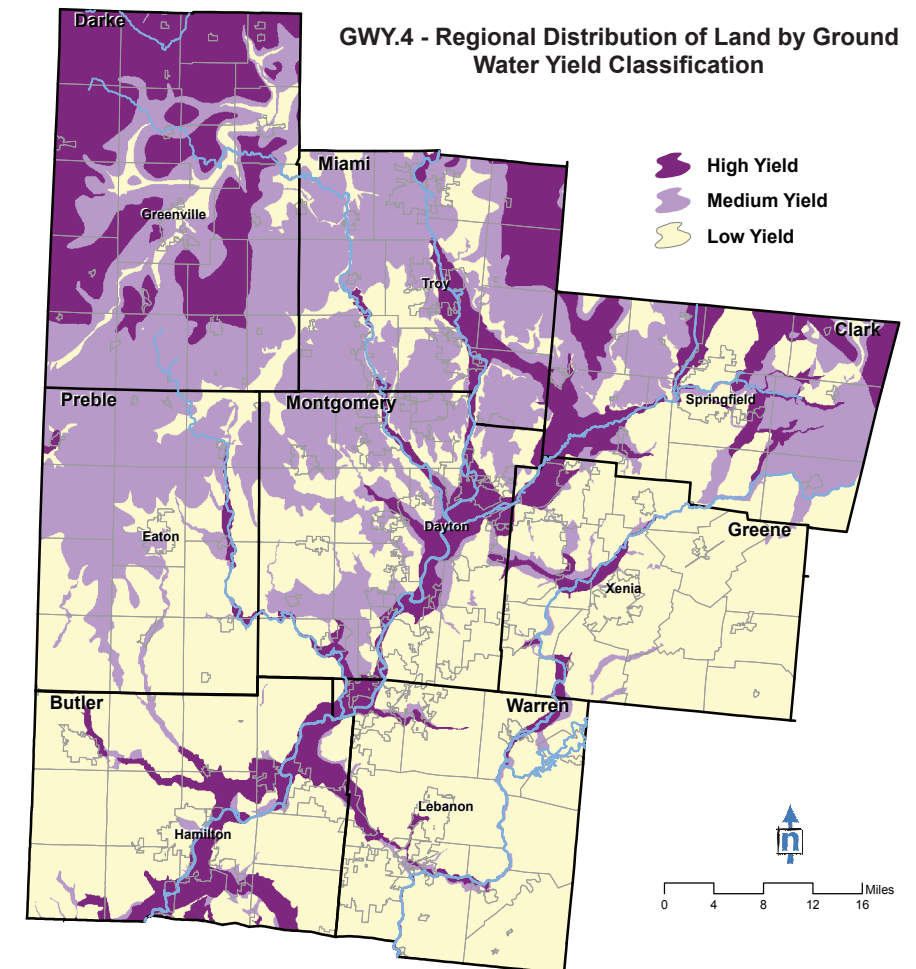 Darke
GWY.4 - Regional Distribution of Land by Ground
Water Yield Classification
Miami
High Yield
Medium Yield
Low Yield
Greenville
Troy
Clark
Preble
Montgomery
Springfield
Eaton
Dayton
Greene
Xenia
Butler
Warren
Lebanon
Hamilton
n
Miles
0 4 8 12 16